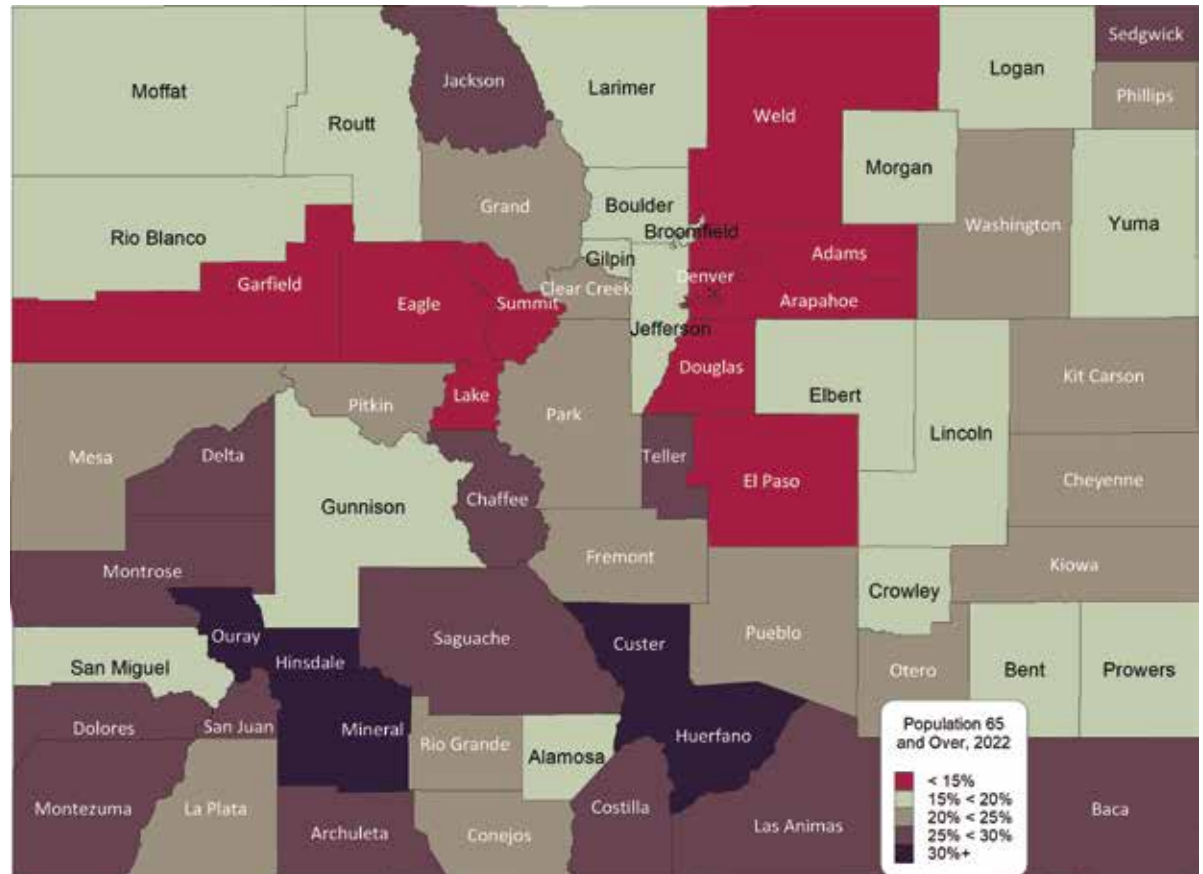 Sedgwick
Jackson
Logan
Moffat
Larimer
Phillips
Weld
Routt
Morgan
Grand
Boulder
Washington
Yuma
Rio Blanco
Broomfield
Gilpin
Adams
Garfield
Clear Creek
Denver
Eagle
Summit
Arapahoe
Jefferson
Douglas
Kit Carson
Lake
Elbert
Pitkin
Park
Lincoln
Mesa
Delta
Teller
El Paso
Cheyenne
Chaffee
Gunnison
Fremont
Kiowa
Montrose
Crowley
Ouray
Saguache
Custer
Pueblo
Hinsdale
San Miguel
Otero
Bent
Prowers
Dolores
San Juan
Mineral
Huerfano
Rio Grande
Alamosa
Montezuma
La Plata
Costilla
Las Animas
Baca
Archuleta
Conejos
Population 65
and Over, 2022
< 15%
15% < 20%
20% < 25%
25% < 30%
30%+